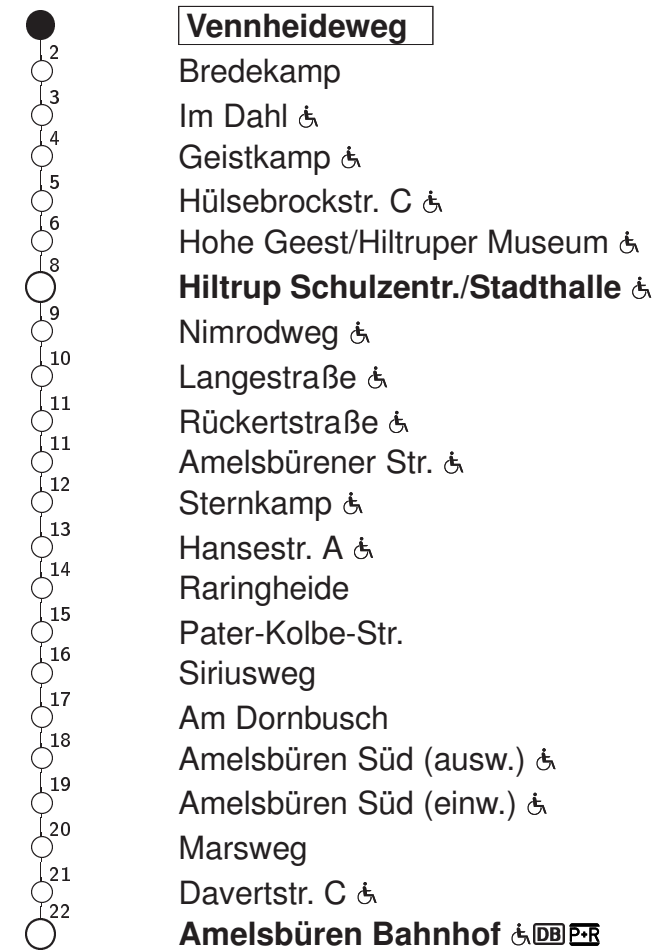 Vennheideweg
2
Bredekamp
3
Im Dahl
4
Geistkamp
5
Hülsebrockstr. C
6
Hohe Geest/Hiltruper Museum
8
Hiltrup Schulzentr./Stadthalle
9
Nimrodweg
10
Langestraße
11
Rückertstraße
11
Amelsbürener Str.
12
Sternkamp
13
Hansestr. A
14
Raringheide
15
Pater-Kolbe-Str.
16
Siriusweg
17
Am Dornbusch
18
Amelsbüren Süd (ausw.)
19
Amelsbüren Süd (einw.)
20
Marsweg
21
Davertstr. C
22
Amelsbüren Bahnhof DB P+R